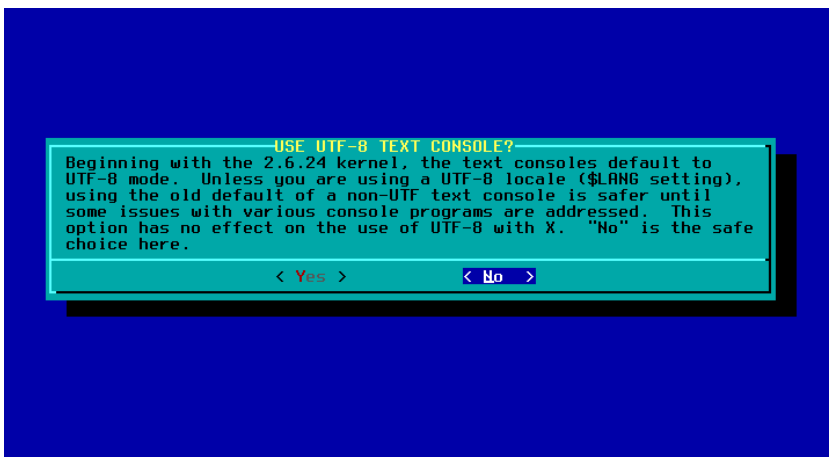 USE UTF-8 TEXT CONSOLE?
Beginning with the 2.6.24 kernel, the text consoles default to
UTF-8 mode.  Unless you are using a UTF-8 locale ($LANG setting),
using the old default of a non-UTF text console is safer until
some issues with various console programs are addressed.  This
option has no effect on the use of UTF-8 with X.  "No" is the safe
choice here.
< Yes > < No >